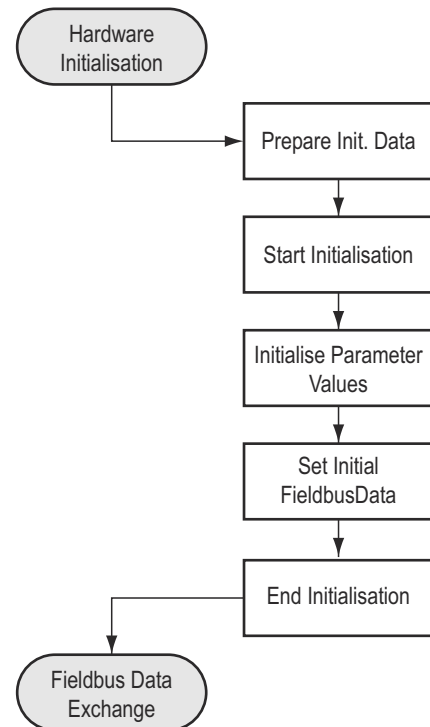 Hardware
Initialisation
Prepare Init. Data
Start Initialisation
Initialise Parameter
Values
Set Initial
FieldbusData
End Initialisation
Fieldbus Data
Exchange